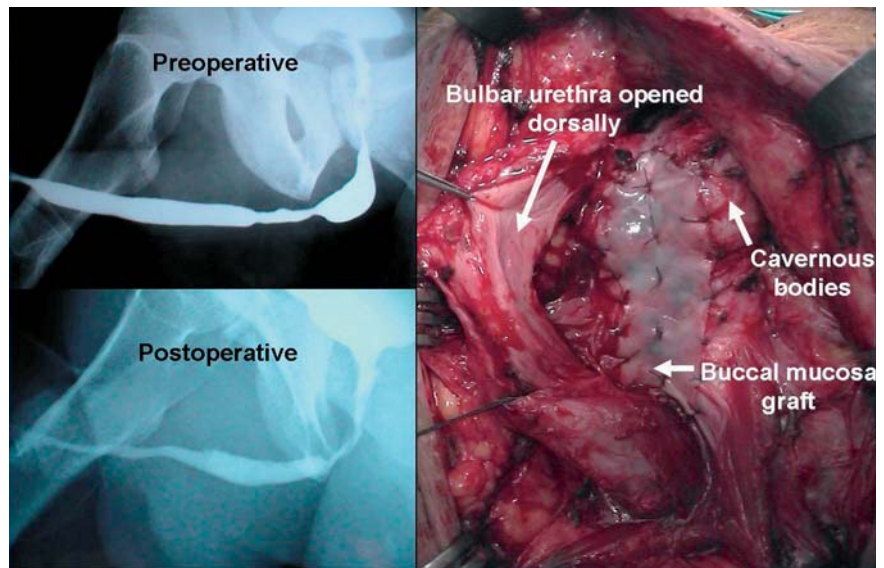 Preoperative
Postoperative
Bulbar urethra opened
dorsally
Cavernous
bodies
Buccal mucosa
graft